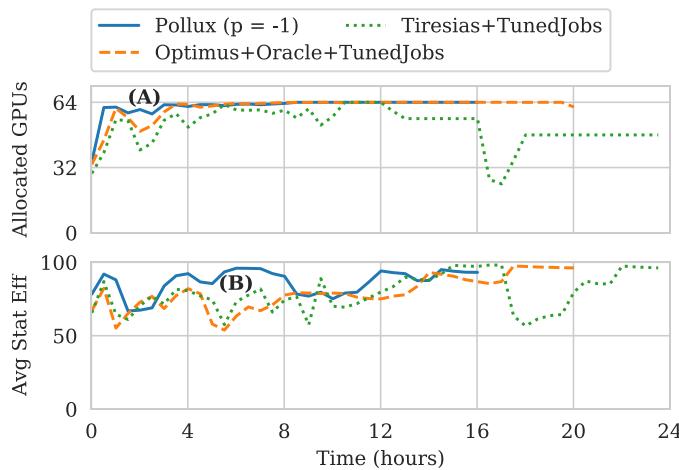 Pollux (p = -1)
Tiresias+TunedJobs
Optimus+Oracle+TunedJobs
Allocated GPUs
64
32
0
(A)
Avg Stat Eff
100
50
0
(B)
0 4 8 12 16 20 24
Time (hours)